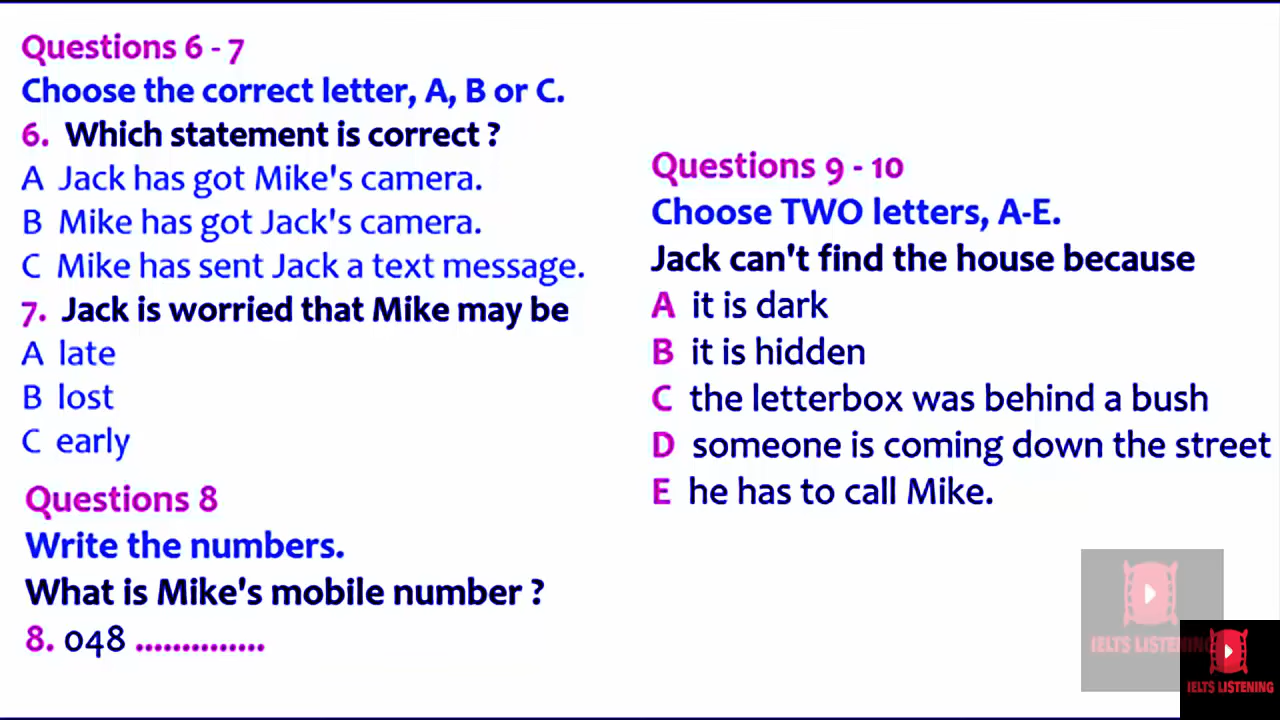 Questions 6 - 7
Choose the correct letter, A, B or C.
6. Which statement is correct ?
A Jack has got Mike's camera.
B Mike has got Jack's camera.
C Mike has sent Jack a text message.
7. Jack is worried that Mike may be
A late
B lost
C early
Questions 8
Write the numbers.
What is Mike's mobile number ?
8. 048 ..............
Questions 9 - 10
Choose TWO letters, A-E.
Jack can't find the house because
A it is dark
B it is hidden
C the letterbox was behind a bush
D someone is coming down the street
E he has to call Mike.
IELTS LISTENING
IELTS LISTENING